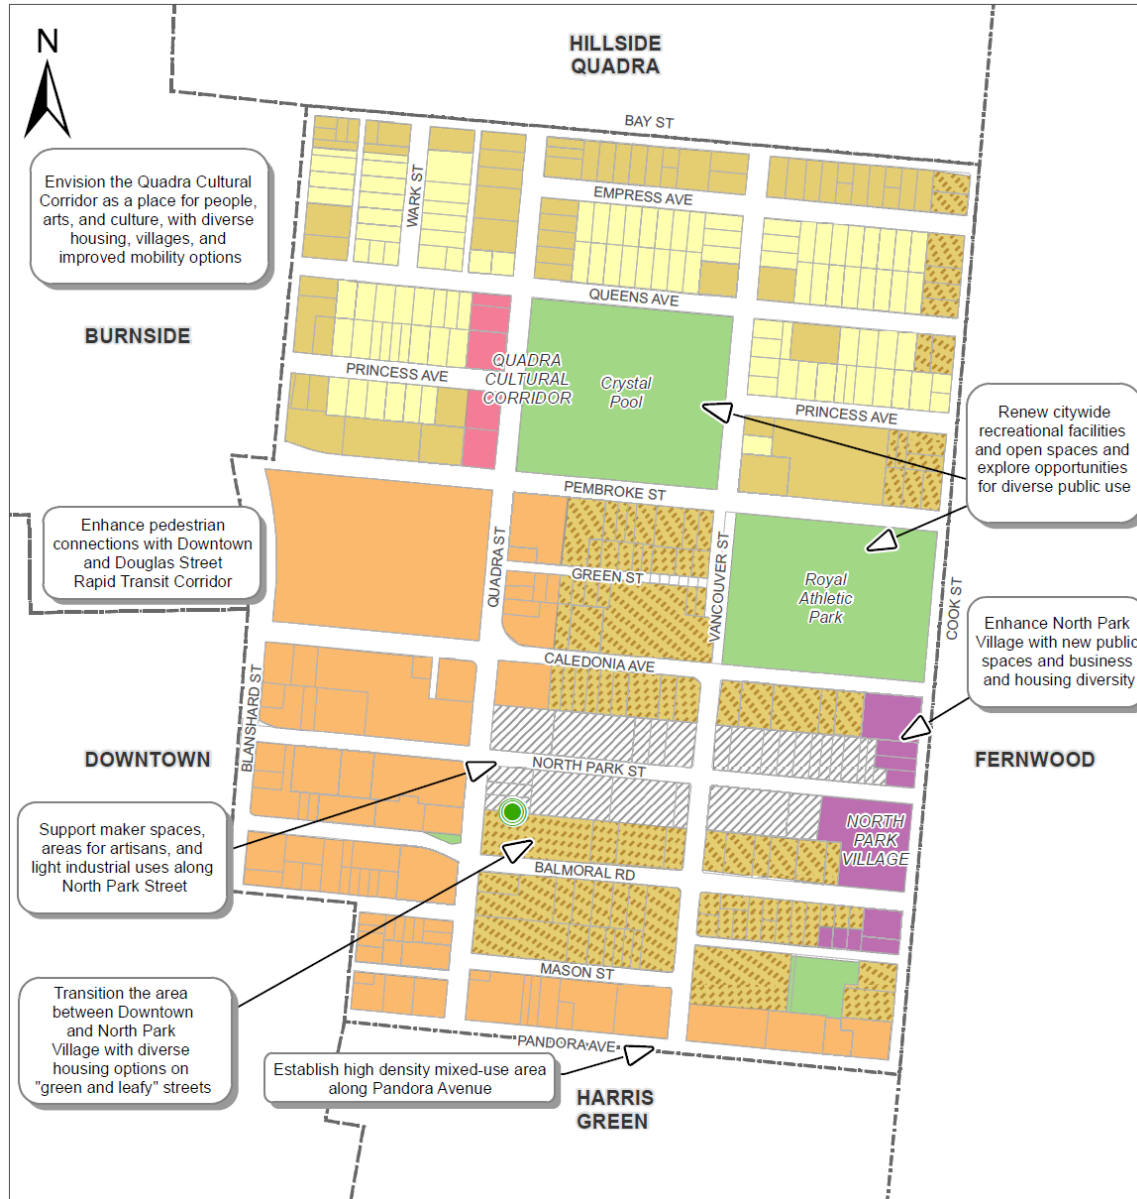 N
HILLSIDE
QUADRA
BAY ST
Envision the Quadra Cultural
Corridor as a place for people,
arts, and culture, with diverse
housing, villages, and
improved mobility options
WARK ST
EMPRESS AVE
QUEENS AVE
BURNSIDE
PRINCESS AVE
QUADRA
CULTURAL
CORRIDOR
Crystal
Pool
PRINCESS AVE
Renew citywide
recreational facilities
and open spaces and
explore opportunities
for diverse public use
PEMBROKE ST
Enhance pedestrian
connections with Downtown
and Douglas Street
Rapid Transit Corridor
QUADRA ST
GREEN ST
VANCOUVER ST
Royal
Athletic
Park
COOK ST
Enhance North Park
Village with new public
spaces and business
and housing diversity
CALEDONIA AVE
BLANSHARD ST
DOWNTOWN
NORTH PARK ST
FERNWOOD
Support maker spaces,
areas for artisans, and
light industrial uses along
North Park Street
NORTH
PARK
VILLAGE
BALMORAL RD
MASON ST
Transition the area
between Downtown
and North Park
Village with diverse
housing options on
"green and leafy" streets
PANDORA AVE
Establish high density mixed-use area
along Pandora Avenue
HARRIS
GREEN